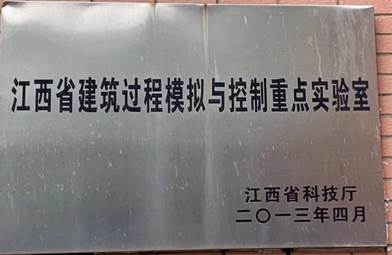 江西省建筑过程模拟与控制重点实验室
江西省科技厅
二〇一三年四月